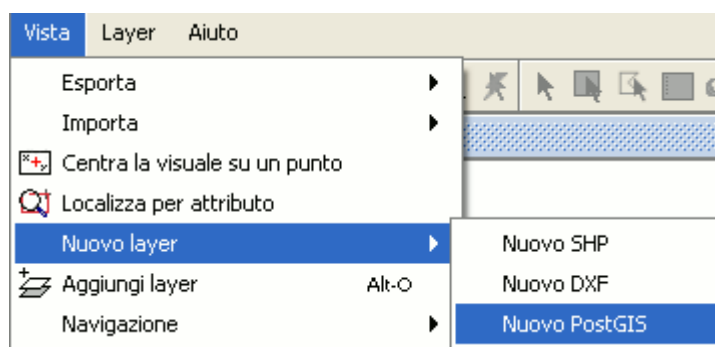 Vista Layer Aiuto
Esporta
Importa
Centra la visuale su un punto
Localizza per attributo
Nuovo layer
Nuovo SHP
Aggiungi layer Alt-O
Nuovo DXF
Navigazione
Nuovo PostGIS